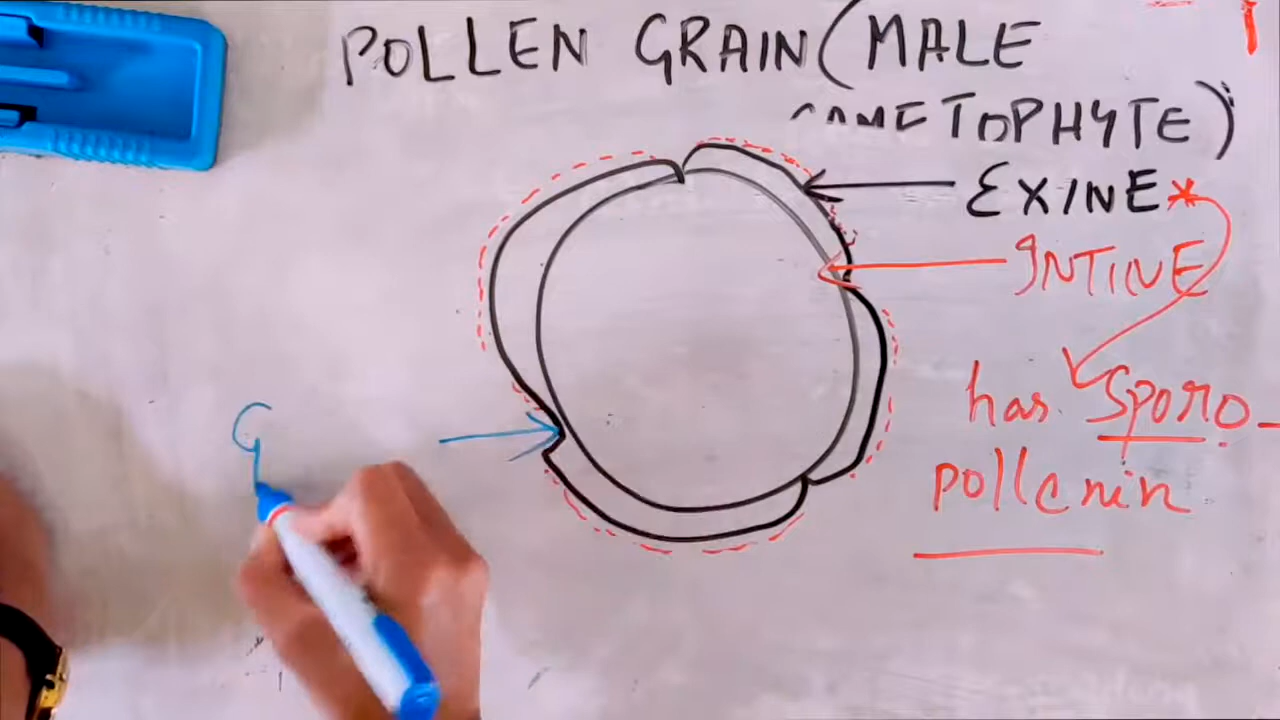 POLLEN GRAIN (MALE
GAMETOPHYTE)
EXINE *
INTINE
has Sporo-
pollenin
G